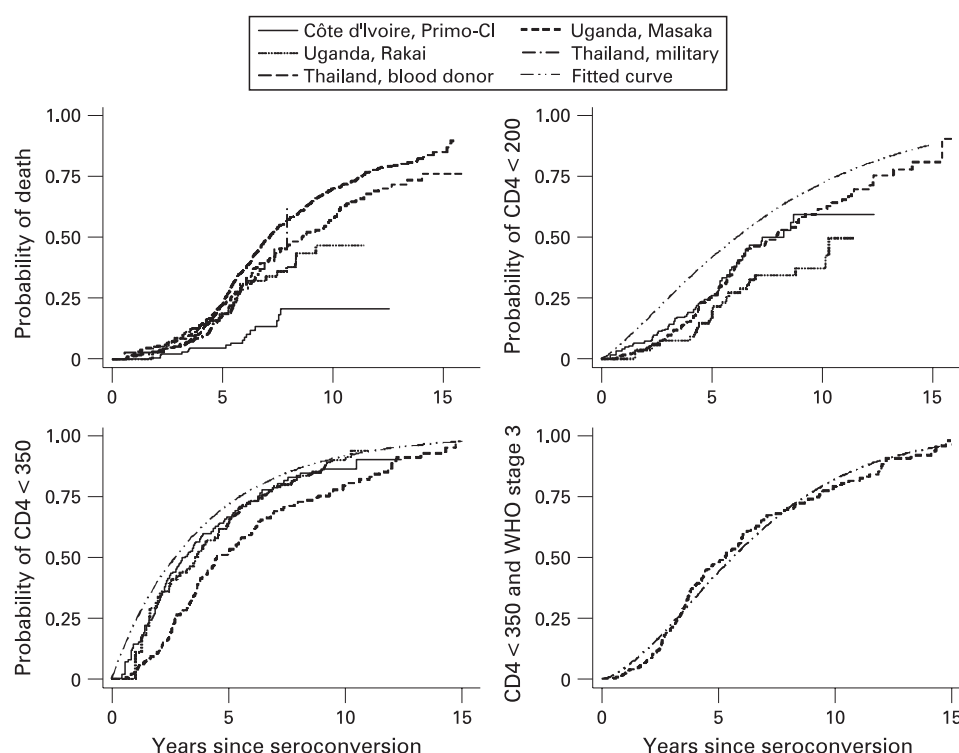 Côte d'Ivoire, Primo-CI
Uganda, Masaka
Uganda, Rakai
Thailand, military
Thailand, blood donor
Fitted curve
Probability of death
1.00
0.75
0.50
0.25
0
0 5 10 15
Probability of CD4 < 200
1.00
0.75
0.50
0.25
0
0 5 10 15
Probability of CD4 < 350
1.00
0.75
0.50
0.25
0
0 5 10 15
Years since seroconversion
CD4 < 350 and WHO stage 3
1.00
0.75
0.50
0.25
0
0 5 10 15
Years since seroconversion